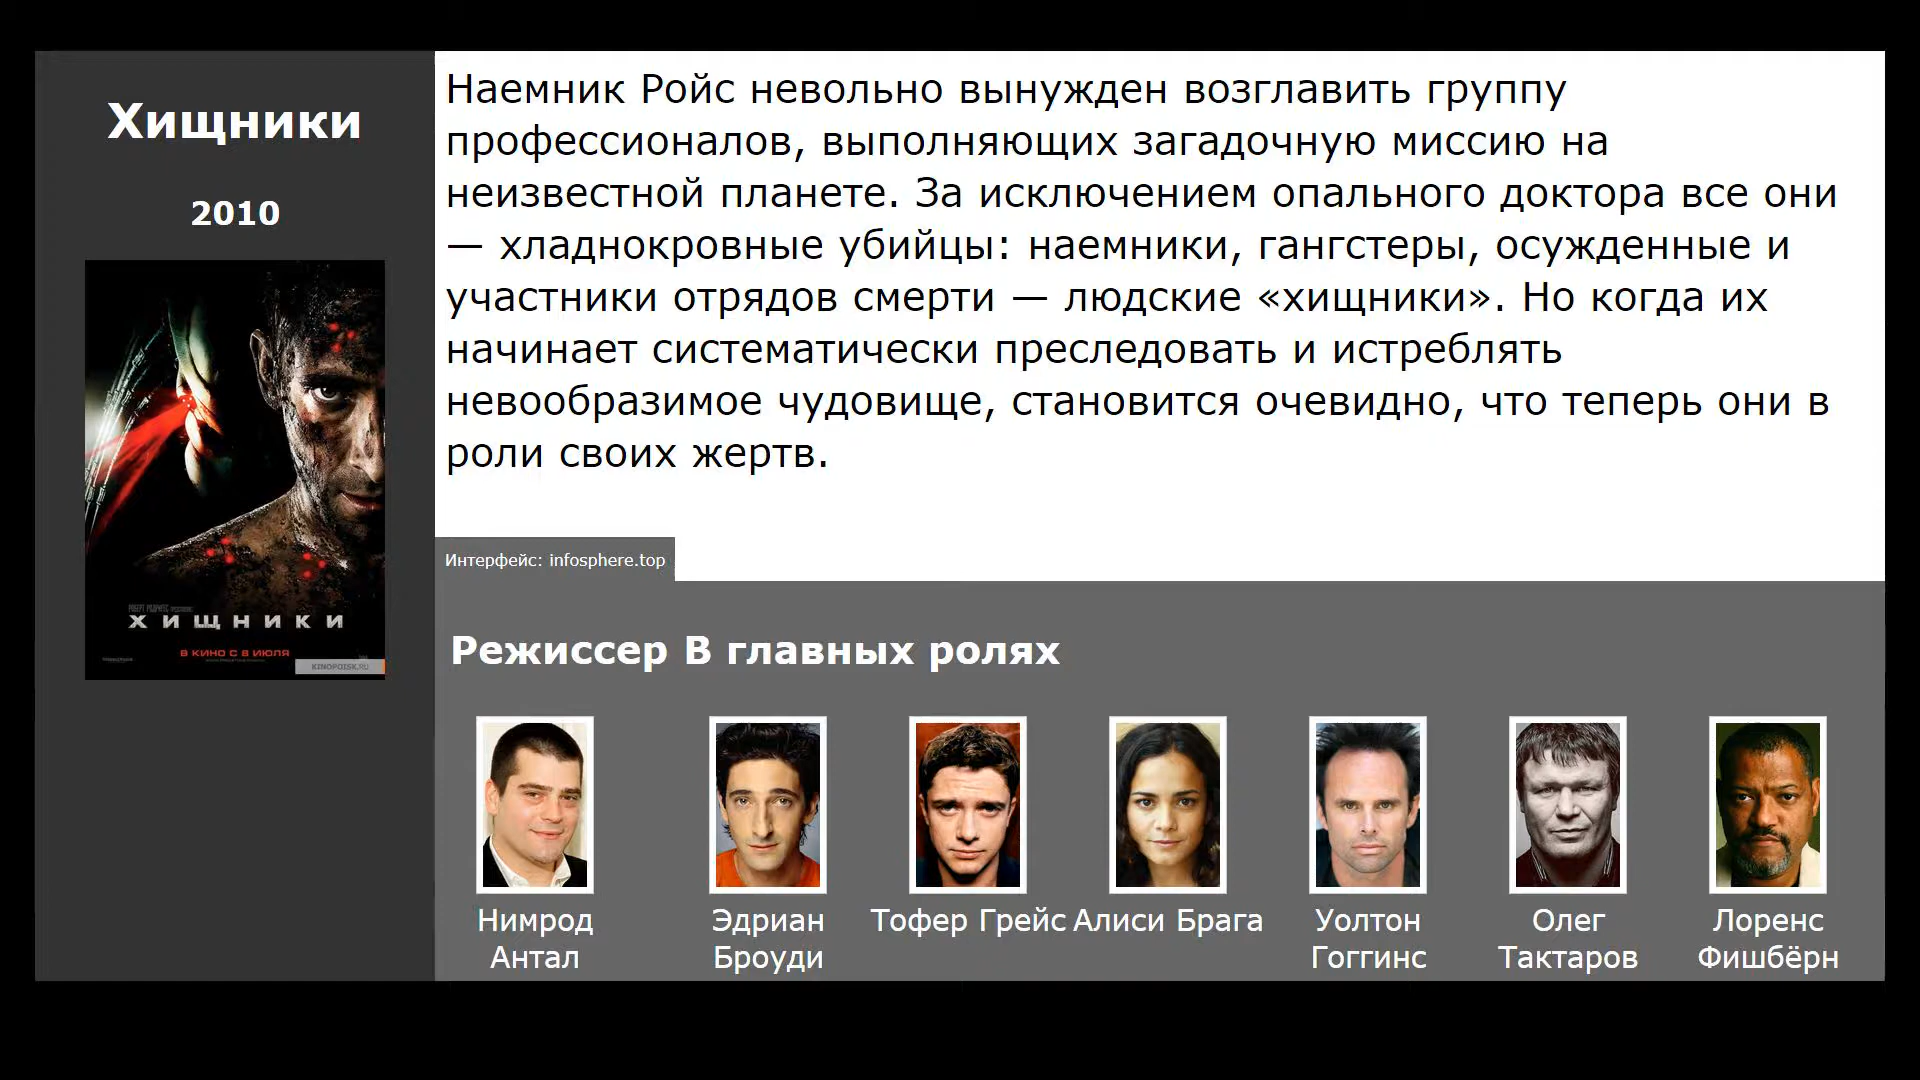 Хищники
2010
РОБЕРТ РОДРИГЕС
ХИЩНИКИ
В КИНО С 8 ИЮЛЯ
KINOPOISK.RU
Наемник Ройс невольно вынужден возглавить группу
профессионалов, выполняющих загадочную миссию на
неизвестной планете. За исключением опального доктора все они
— хладнокровные убийцы: наемники, гангстеры, осужденные и
участники отрядов смерти — людские «хищники». Но когда их
начинает систематически преследовать и истреблять
невообразимое чудовище, становится очевидно, что теперь они в
роли своих жертв.
Интерфейс: infosphere.top
Режиссер В главных ролях
Нимрод
Антал
Эдриан
Броуди
Тофер Грейс
Алиси Брага
Уолтон
Гоггинс
Олег
Тактаров
Лоренс
Фишбёрн